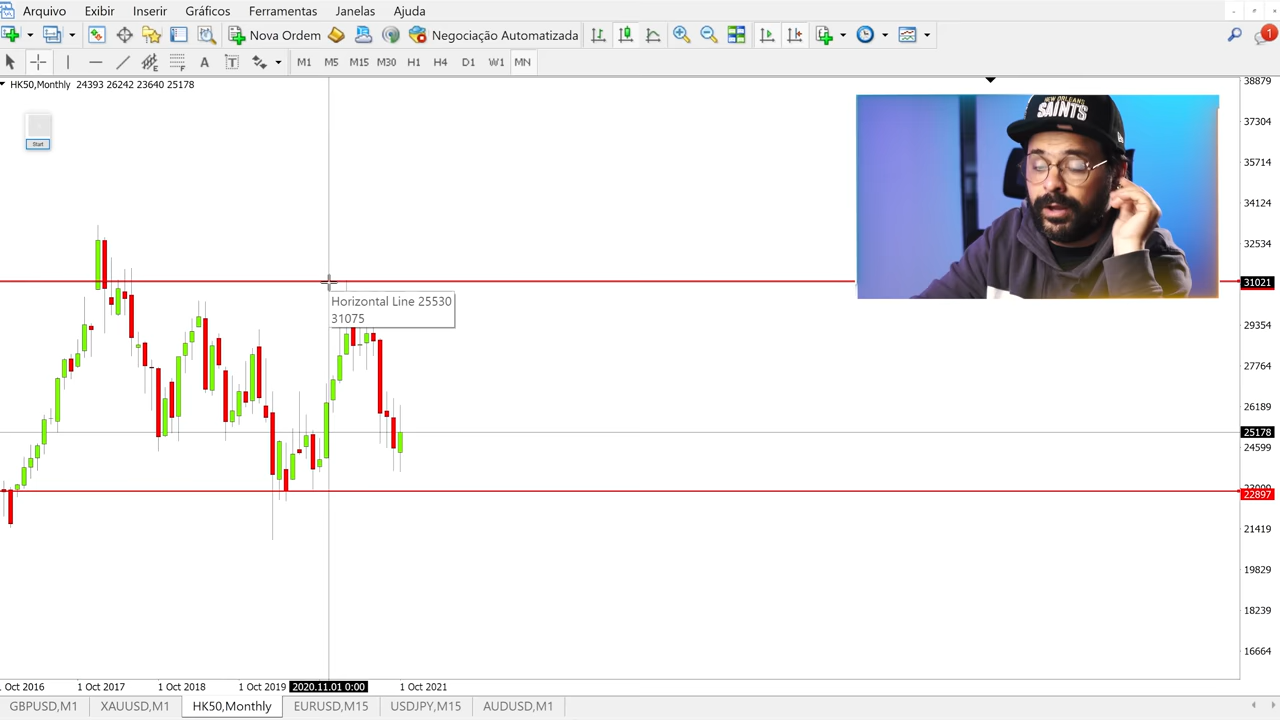 Arquivo Exibir Inserir Gráficos Ferramentas Janelas Ajuda
Nova Ordem Negociação Automatizada 1
A T M1 M5 M15 M30 H1 H4 D1 W1 MN
HK50,Monthly 24393 26242 23640 25178
Start
NEW ORLEANS
SAINTS
38879
37304
35714
34124
32534
31021
Horizontal Line 25530
31075
29354
27764
26189
25178
24599
22897
21419
19829
18239
16664
Oct 2016 1 Oct 2017 1 Oct 2018 1 Oct 2019 2020.11.01 0:00 1 Oct 2021
GBPUSD,M1 XAUUSD,M1 HK50,Monthly EURUSD,M15 USDJPY,M15 AUDUSD,M1